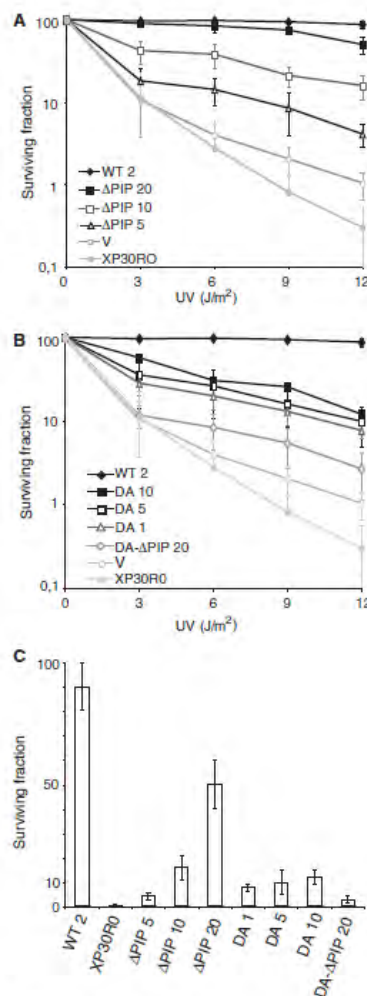 A
100
10
1
0,1
Surviving fraction
WT 2
ΔPIP 20
ΔPIP 10
ΔPIP 5
V
XP30RO
0 3 6 9 12
UV (J/m²)
B
100
10
1
0,1
Surviving fraction
WT 2
DA 10
DA 5
DA 1
DA-ΔPIP 20
V
XP30R0
0 3 6 9 12
UV (J/m²)
C
100
50
10
0
Surviving fraction
WT 2
XP30R0
ΔPIP 5
ΔPIP 10
ΔPIP 20
DA 1
DA 5
DA 10
DA-ΔPIP 20